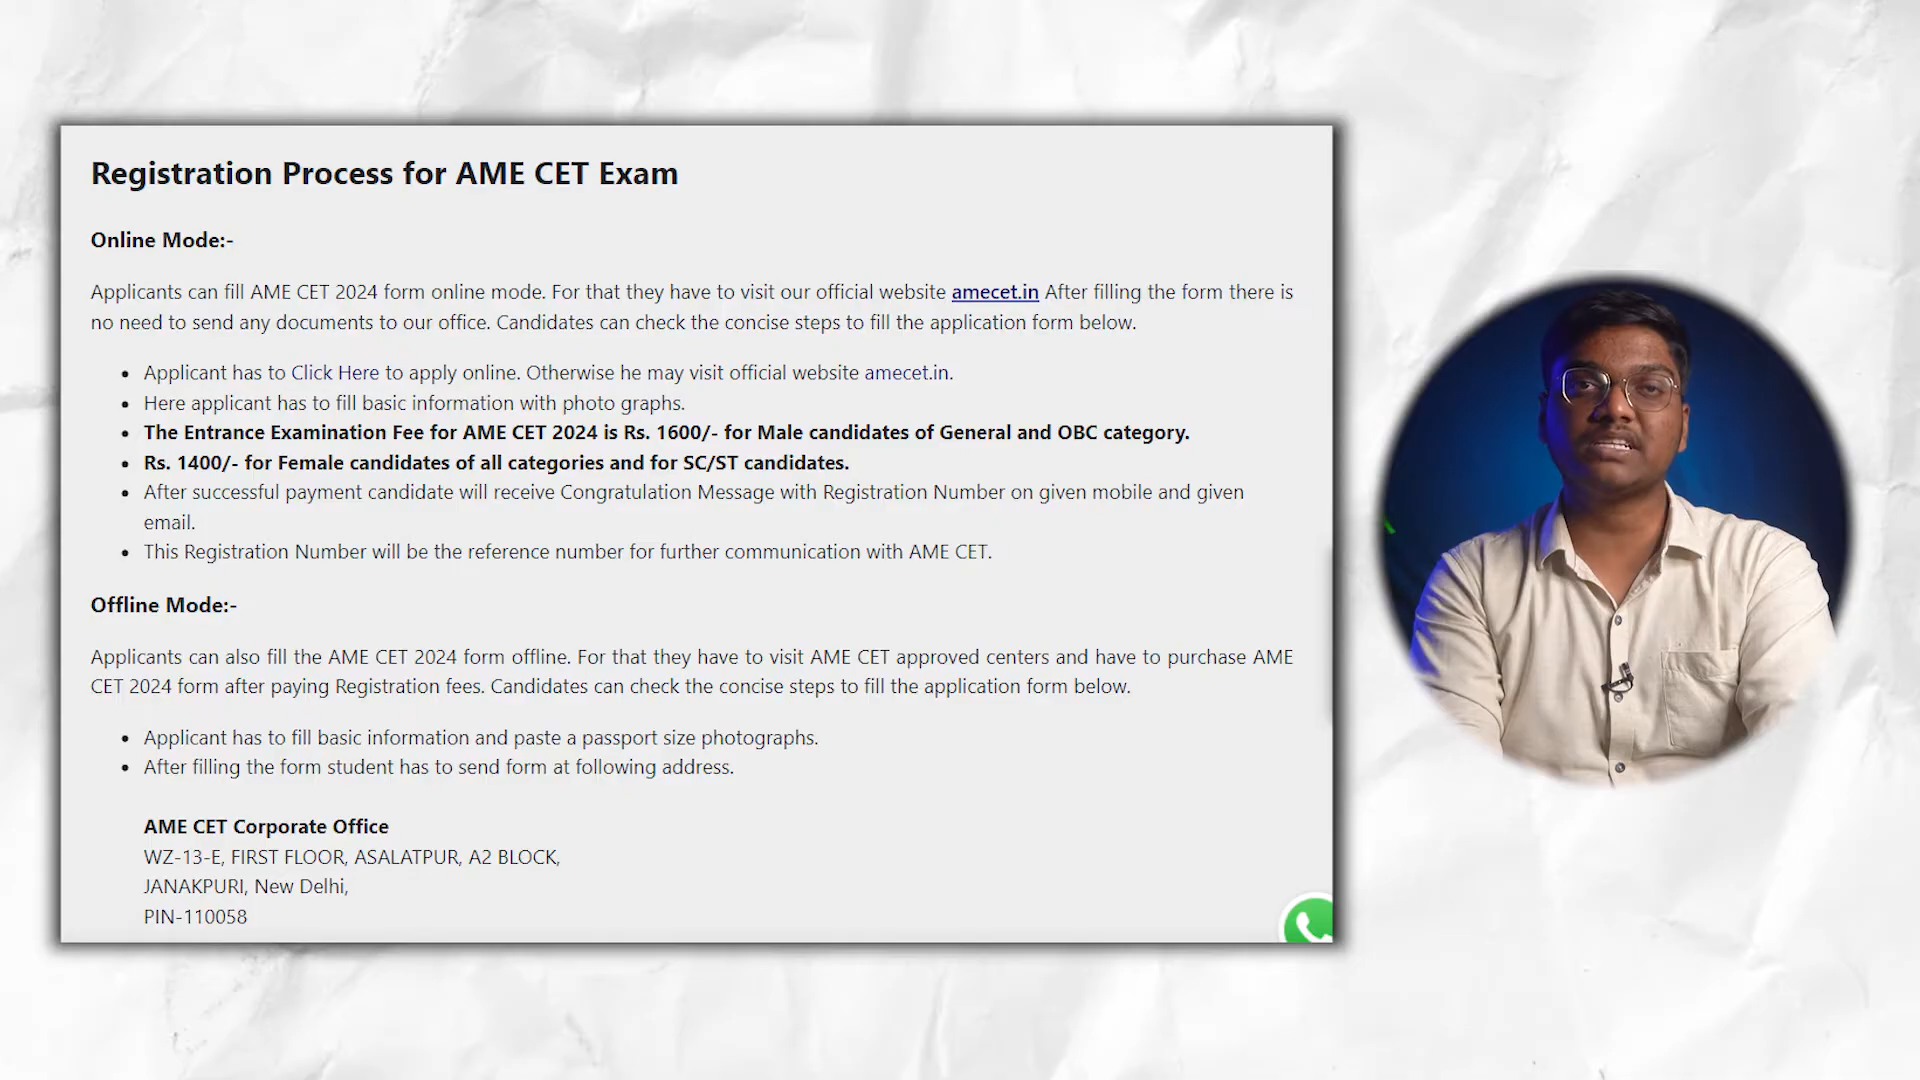 Registration Process for AME CET Exam
Online Mode:-
Applicants can fill AME CET 2024 form online mode. For that they have to visit our official website amecet.in After filling the form there is
no need to send any documents to our office. Candidates can check the concise steps to fill the application form below.
• Applicant has to Click Here to apply online. Otherwise he may visit official website amecet.in.
• Here applicant has to fill basic information with photo graphs.
• The Entrance Examination Fee for AME CET 2024 is Rs. 1600/- for Male candidates of General and OBC category.
• Rs. 1400/- for Female candidates of all categories and for SC/ST candidates.
• After successful payment candidate will receive Congratulation Message with Registration Number on given mobile and given
email.
• This Registration Number will be the reference number for further communication with AME CET.
Offline Mode:-
Applicants can also fill the AME CET 2024 form offline. For that they have to visit AME CET approved centers and have to purchase AME
CET 2024 form after paying Registration fees. Candidates can check the concise steps to fill the application form below.
• Applicant has to fill basic information and paste a passport size photographs.
• After filling the form student has to send form at following address.
AME CET Corporate Office
WZ-13-E, FIRST FLOOR, ASALATPUR, A2 BLOCK,
JANAKPURI, New Delhi,
PIN-110058